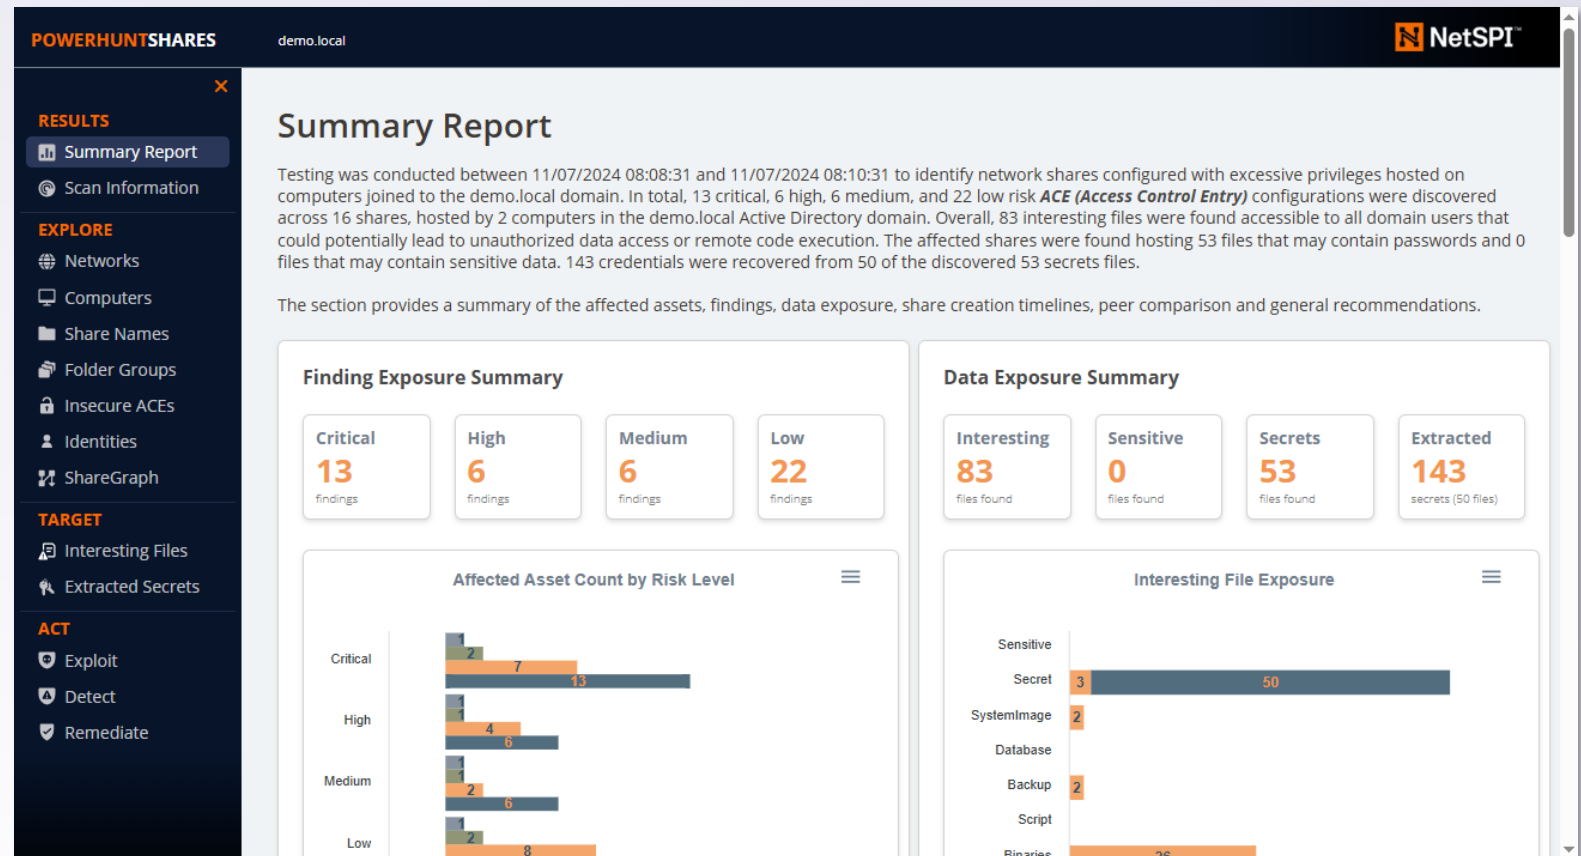 POWERHUNTSHARES
demo.local
NetSPI™
RESULTS
Summary Report
Scan Information
EXPLORE
Networks
Computers
Share Names
Folder Groups
Insecure ACEs
Identities
ShareGraph
TARGET
Interesting Files
Extracted Secrets
ACT
Exploit
Detect
Remediate
Summary Report
Testing was conducted between 11/07/2024 08:08:31 and 11/07/2024 08:10:31 to identify network shares configured with excessive privileges hosted on
computers joined to the demo.local domain. In total, 13 critical, 6 high, 6 medium, and 22 low risk ACE (Access Control Entry) configurations were discovered
across 16 shares, hosted by 2 computers in the demo.local Active Directory domain. Overall, 83 interesting files were found accessible to all domain users that
could potentially lead to unauthorized data access or remote code execution. The affected shares were found hosting 53 files that may contain passwords and 0
files that may contain sensitive data. 143 credentials were recovered from 50 of the discovered 53 secrets files.
The section provides a summary of the affected assets, findings, data exposure, share creation timelines, peer comparison and general recommendations.
Finding Exposure Summary
Critical
13
findings
High
6
findings
Medium
6
findings
Low
22
findings
Affected Asset Count by Risk Level
Critical
1
2
7
13
High
1
1
4
6
Medium
1
1
2
6
Low
1
2
8
Data Exposure Summary
Interesting
83
files found
Sensitive
0
files found
Secrets
53
files found
Extracted
143
secrets (50 files)
Interesting File Exposure
Sensitive
Secret
3
50
SystemImage
2
Database
Backup
2
Script
Binaries
26